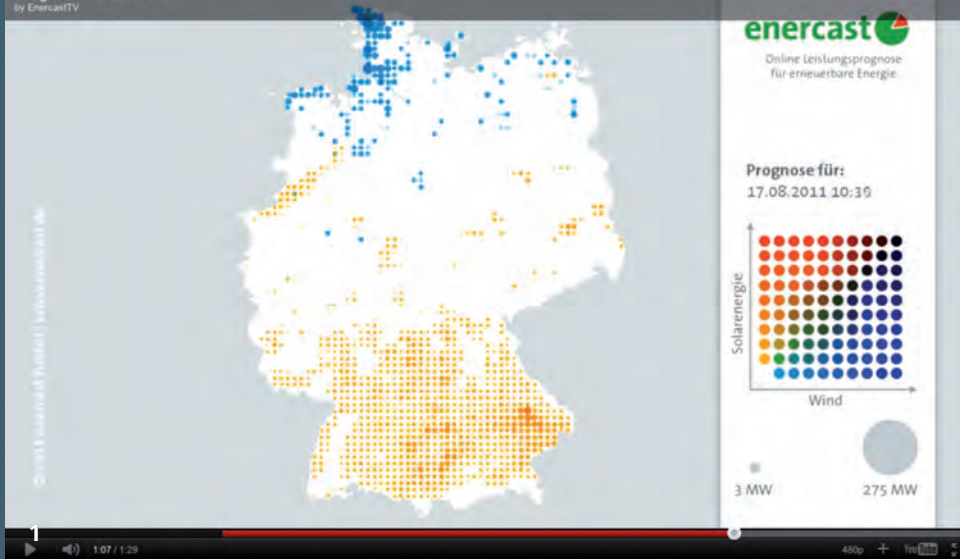 by EnercastTV
enercast
Online Leistungsprognose
für erneuerbare Energie
Prognose für:
17.08.2011 10:30
Solarenergie
Wind
3 MW
275 MW
1
1:07 / 1:29
480p
YouTube